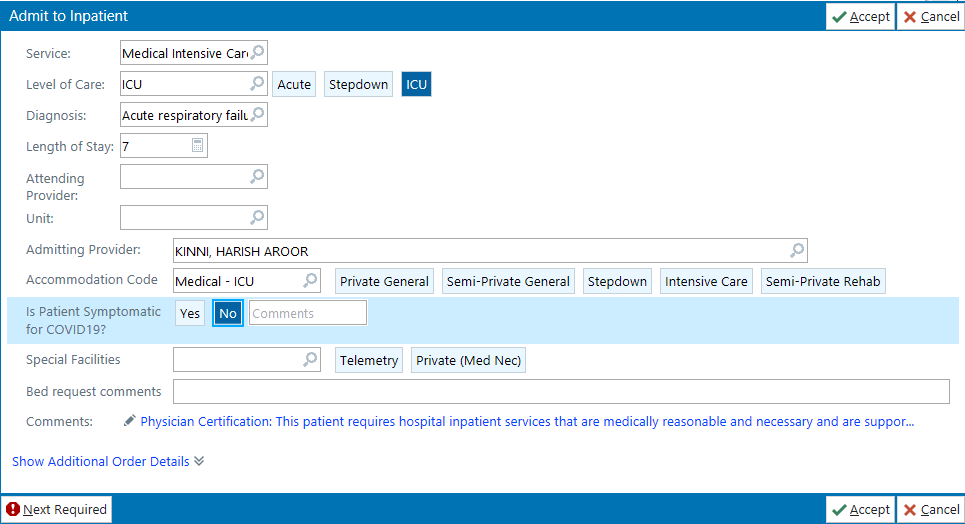 Admit to Inpatient Accept Cancel
Service: Medical Intensive Care
Level of Care: ICU Acute Stepdown ICU
Diagnosis: Acute respiratory failu
Length of Stay: 7
Attending
Provider:
Unit:
Admitting Provider: KINNI, HARISH AROOR
Accommodation Code Medical - ICU Private General Semi-Private General Stepdown Intensive Care Semi-Private Rehab
Is Patient Symptomatic Yes No Comments
for COVID19?
Special Facilities Telemetry Private (Med Nec)
Bed request comments
Comments: Physician Certification: This patient requires hospital inpatient services that are medically reasonable and necessary and are suppor...
Show Additional Order Details
Next Required Accept Cancel